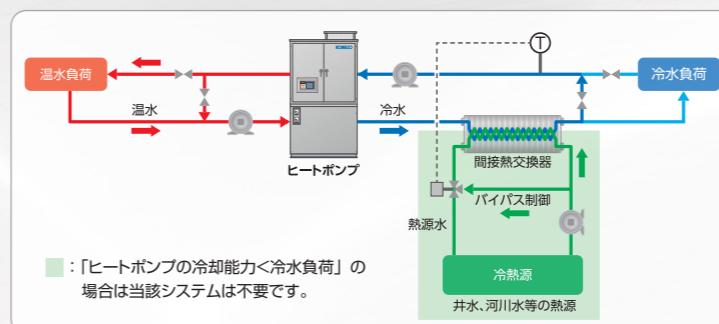 T
温水負荷
冷水負荷
温水
冷水
ヒートポンプ
間接熱交換器
バイパス制御
熱源水
冷熱源
井水、河川水等の熱源
：「ヒートポンプの冷却能力<冷水負荷」の
場合は当該システムは不要です。